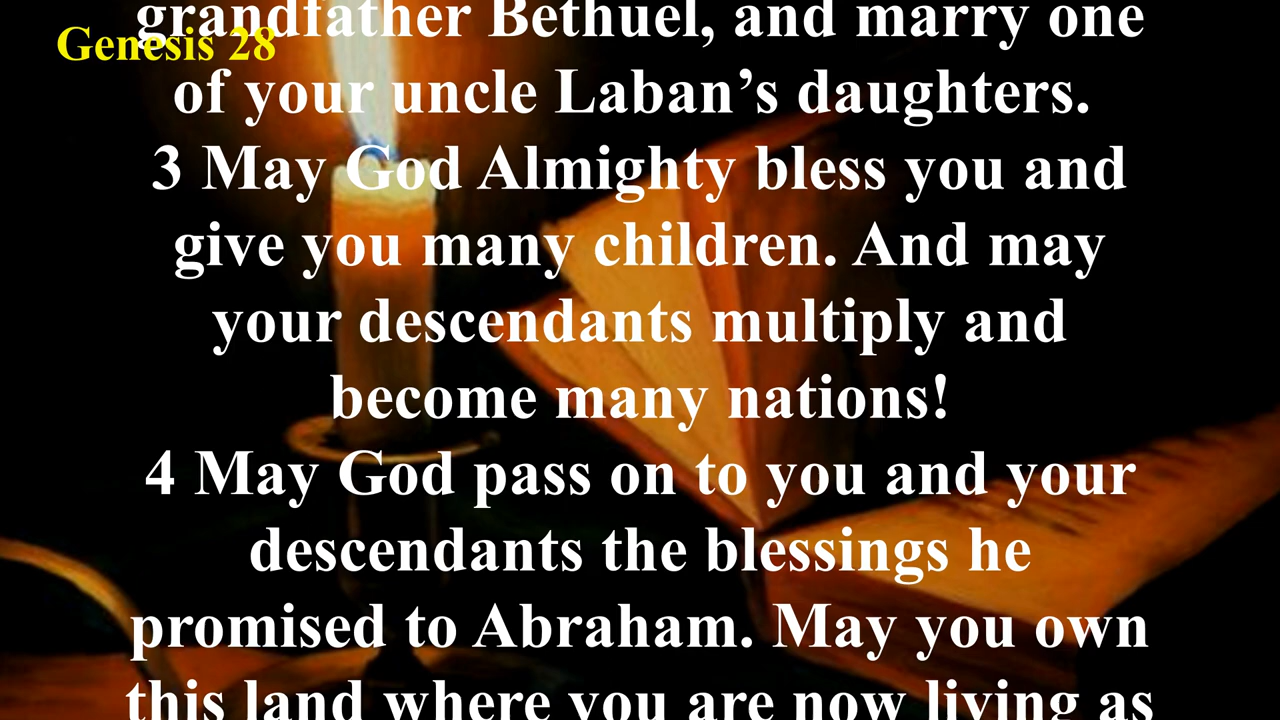 grandfather Bethuel, and marry one
Genesis 28
of your uncle Laban’s daughters.
3 May God Almighty bless you and
give you many children. And may
your descendants multiply and
become many nations!
4 May God pass on to you and your
descendants the blessings he
promised to Abraham. May you own
this land where you are now living as